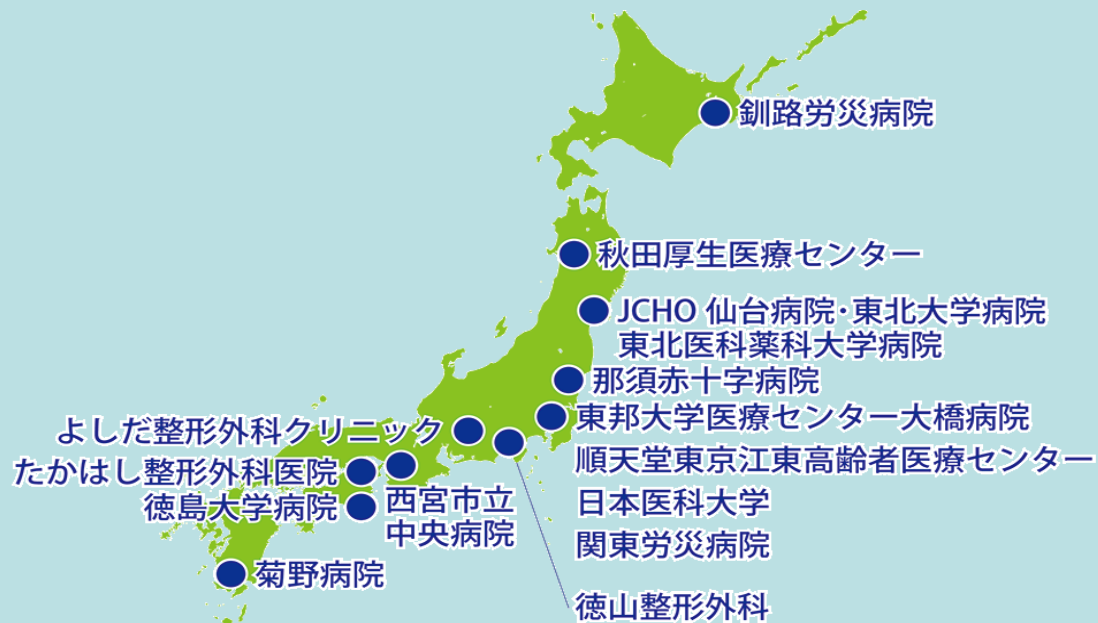 釧路労災病院
秋田厚生医療センター
JCHO 仙台病院・東北大学病院
東北医科薬科大学病院
那須赤十字病院
東邦大学医療センター大橋病院
順天堂東京江東高齢者医療センター
日本医科大学
関東労災病院
徳山整形外科
よしだ整形外科クリニック
たかはし整形外科医院
西宮市立
中央病院
徳島大学病院
菊野病院